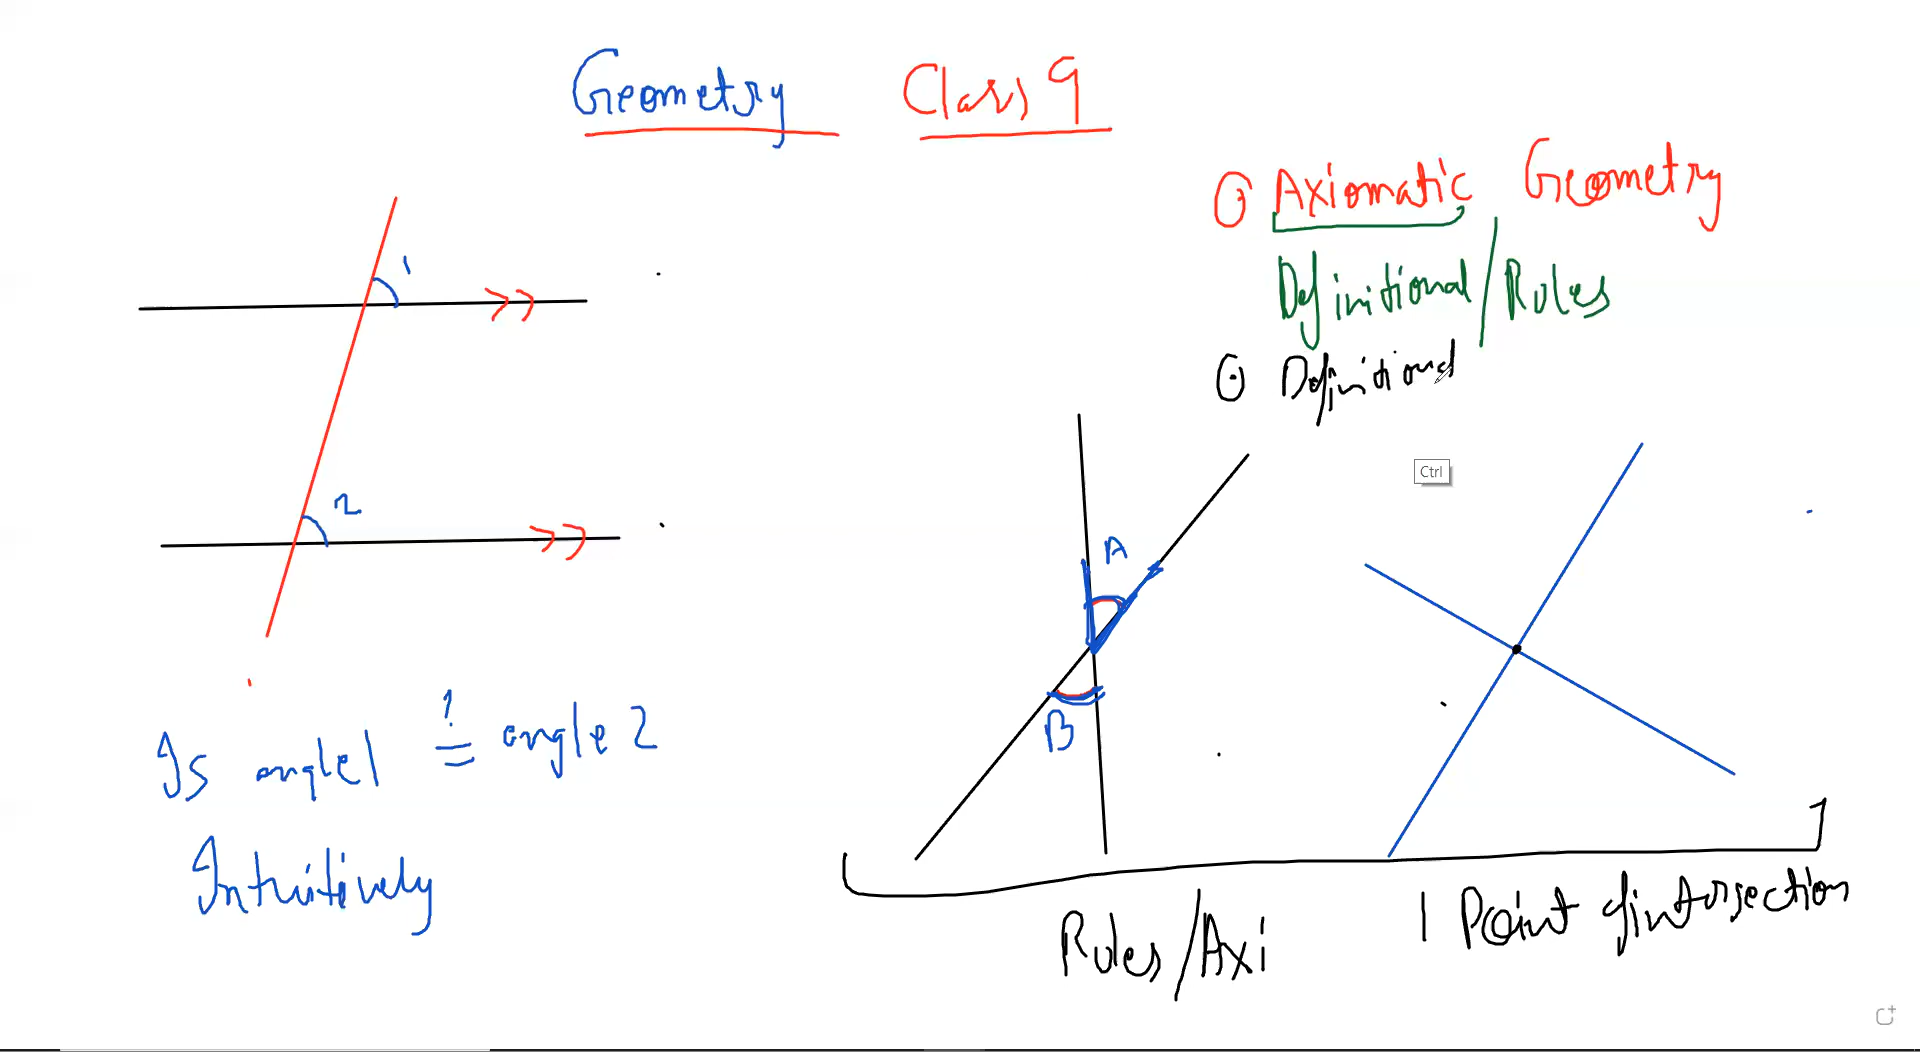 Geometry Class 9
Axiomatic Geometry
Definitional / Rules
Definitional
1
2
A
B
Ctrl
Is angle1 ?= angle 2
Intuitively
Rules/Axi
1 Point of intersection